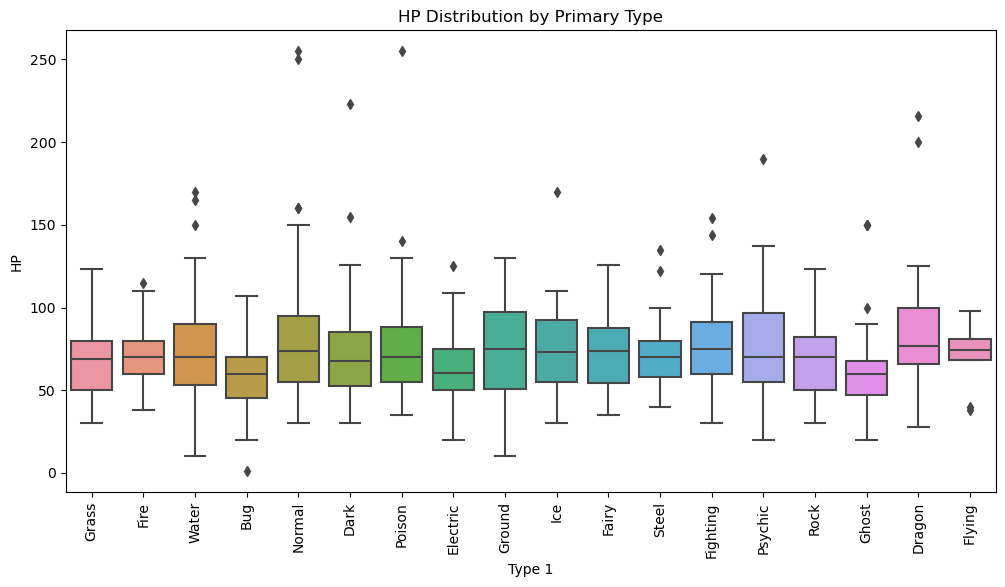 HP Distribution by Primary Type
HP
250
200
150
100
50
0
Grass
Fire
Water
Bug
Normal
Dark
Poison
Electric
Ground
Ice
Fairy
Steel
Fighting
Psychic
Rock
Ghost
Dragon
Flying
Type 1